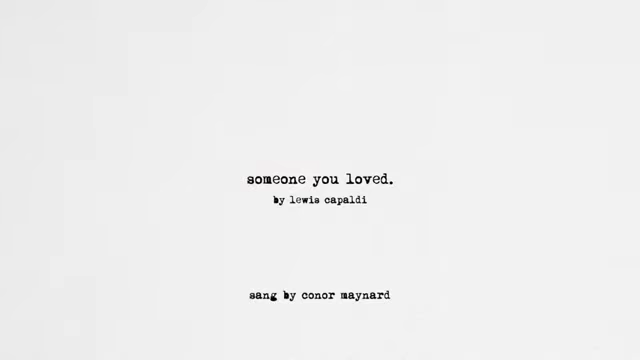 someone you loved.
by lewis capaldi
sang by conor maynard